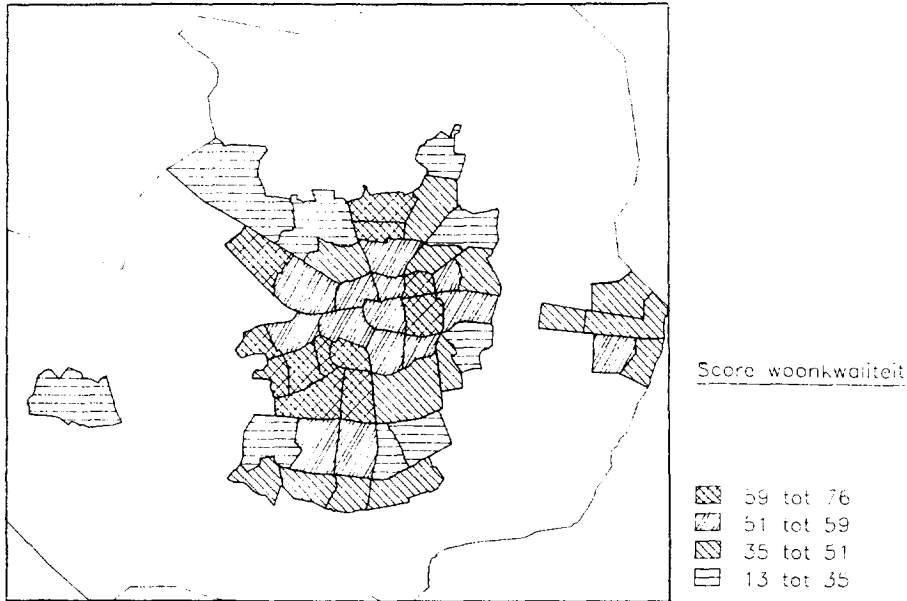 Score woonkwaliteit
59 tot 76
51 tot 59
35 tot 51
13 tot 35